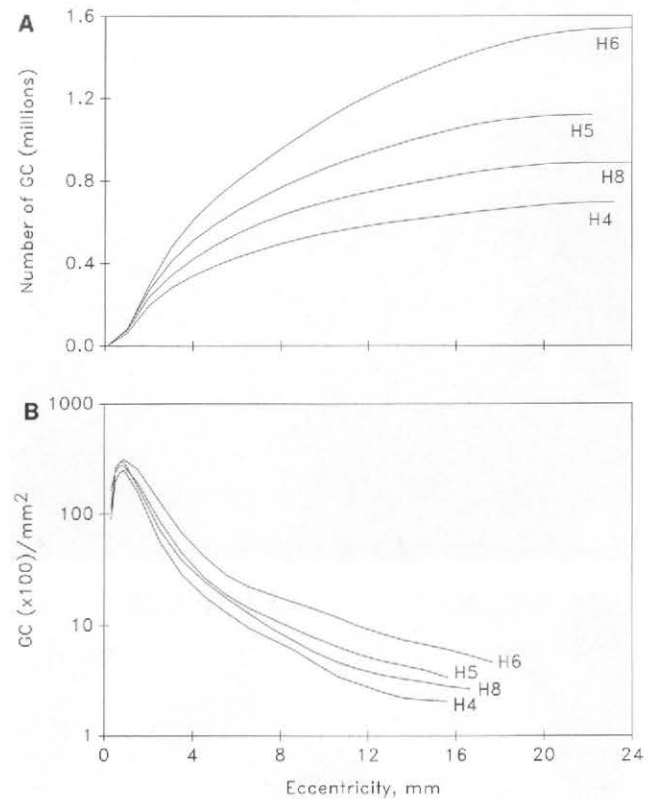 A
Number of GC (millions)
1.6
1.2
0.8
0.4
0.0
H6
H5
H8
H4
B
GC (x100)/mm²
1000
100
10
1
H6
H5
H8
H4
0 4 8 12 16 20 24
Eccentricity, mm